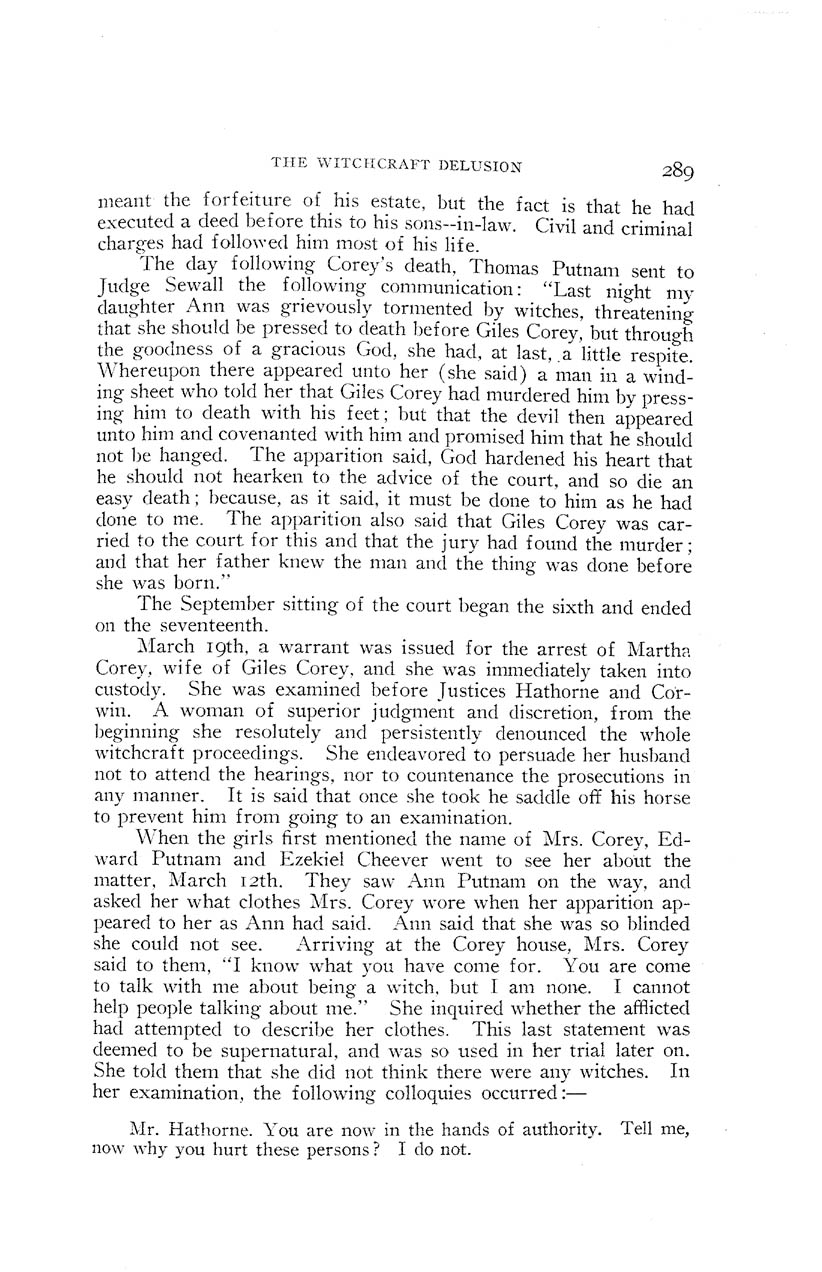 THE WITCHCRAFT DELUSION 289
meant the forfeiture of his estate, but the fact is that he had
executed a deed before this to his sons--in-law. Civil and criminal
charges had followed him most of his life.
The day following Corey's death, Thomas Putnam sent to
Judge Sewall the following communication: “Last night my
daughter Ann was grievously tormented by witches, threatening
that she should be pressed to death before Giles Corey, but through
the goodness of a gracious God, she had, at last, a little respite.
Whereupon there appeared unto her (she said) a man in a wind-
ing sheet who told her that Giles Corey had murdered him by press-
ing him to death with his feet; but that the devil then appeared
unto him and covenanted with him and promised him that he should
not be hanged. The apparition said, God hardened his heart that
he should not hearken to the advice of the court, and so die an
easy death; because, as it said, it must be done to him as he had
done to me. The apparition also said that Giles Corey was car-
ried to the court for this and that the jury had found the murder;
and that her father knew the man and the thing was done before
she was born.”
The September sitting of the court began the sixth and ended
on the seventeenth.
March 19th, a warrant was issued for the arrest of Martha
Corey, wife of Giles Corey, and she was immediately taken into
custody. She was examined before Justices Hathorne and Cor-
win. A woman of superior judgment and discretion, from the
beginning she resolutely and persistently denounced the whole
witchcraft proceedings. She endeavored to persuade her husband
not to attend the hearings, nor to countenance the prosecutions in
any manner. It is said that once she took he saddle off his horse
to prevent him from going to an examination.
When the girls first mentioned the name of Mrs. Corey, Ed-
ward Putnam and Ezekiel Cheever went to see her about the
matter, March 12th. They saw Ann Putnam on the way, and
asked her what clothes Mrs. Corey wore when her apparition ap-
peared to her as Ann had said. Ann said that she was so blinded
she could not see. Arriving at the Corey house, Mrs. Corey
said to them, “I know what you have come for. You are come
to talk with me about being a witch, but I am none. I cannot
help people talking about me.” She inquired whether the afflicted
had attempted to describe her clothes. This last statement was
deemed to be supernatural, and was so used in her trial later on.
She told them that she did not think there were any witches. In
her examination, the following colloquies occurred:—
Mr. Hathorne. You are now in the hands of authority. Tell me,
now why you hurt these persons? I do not.